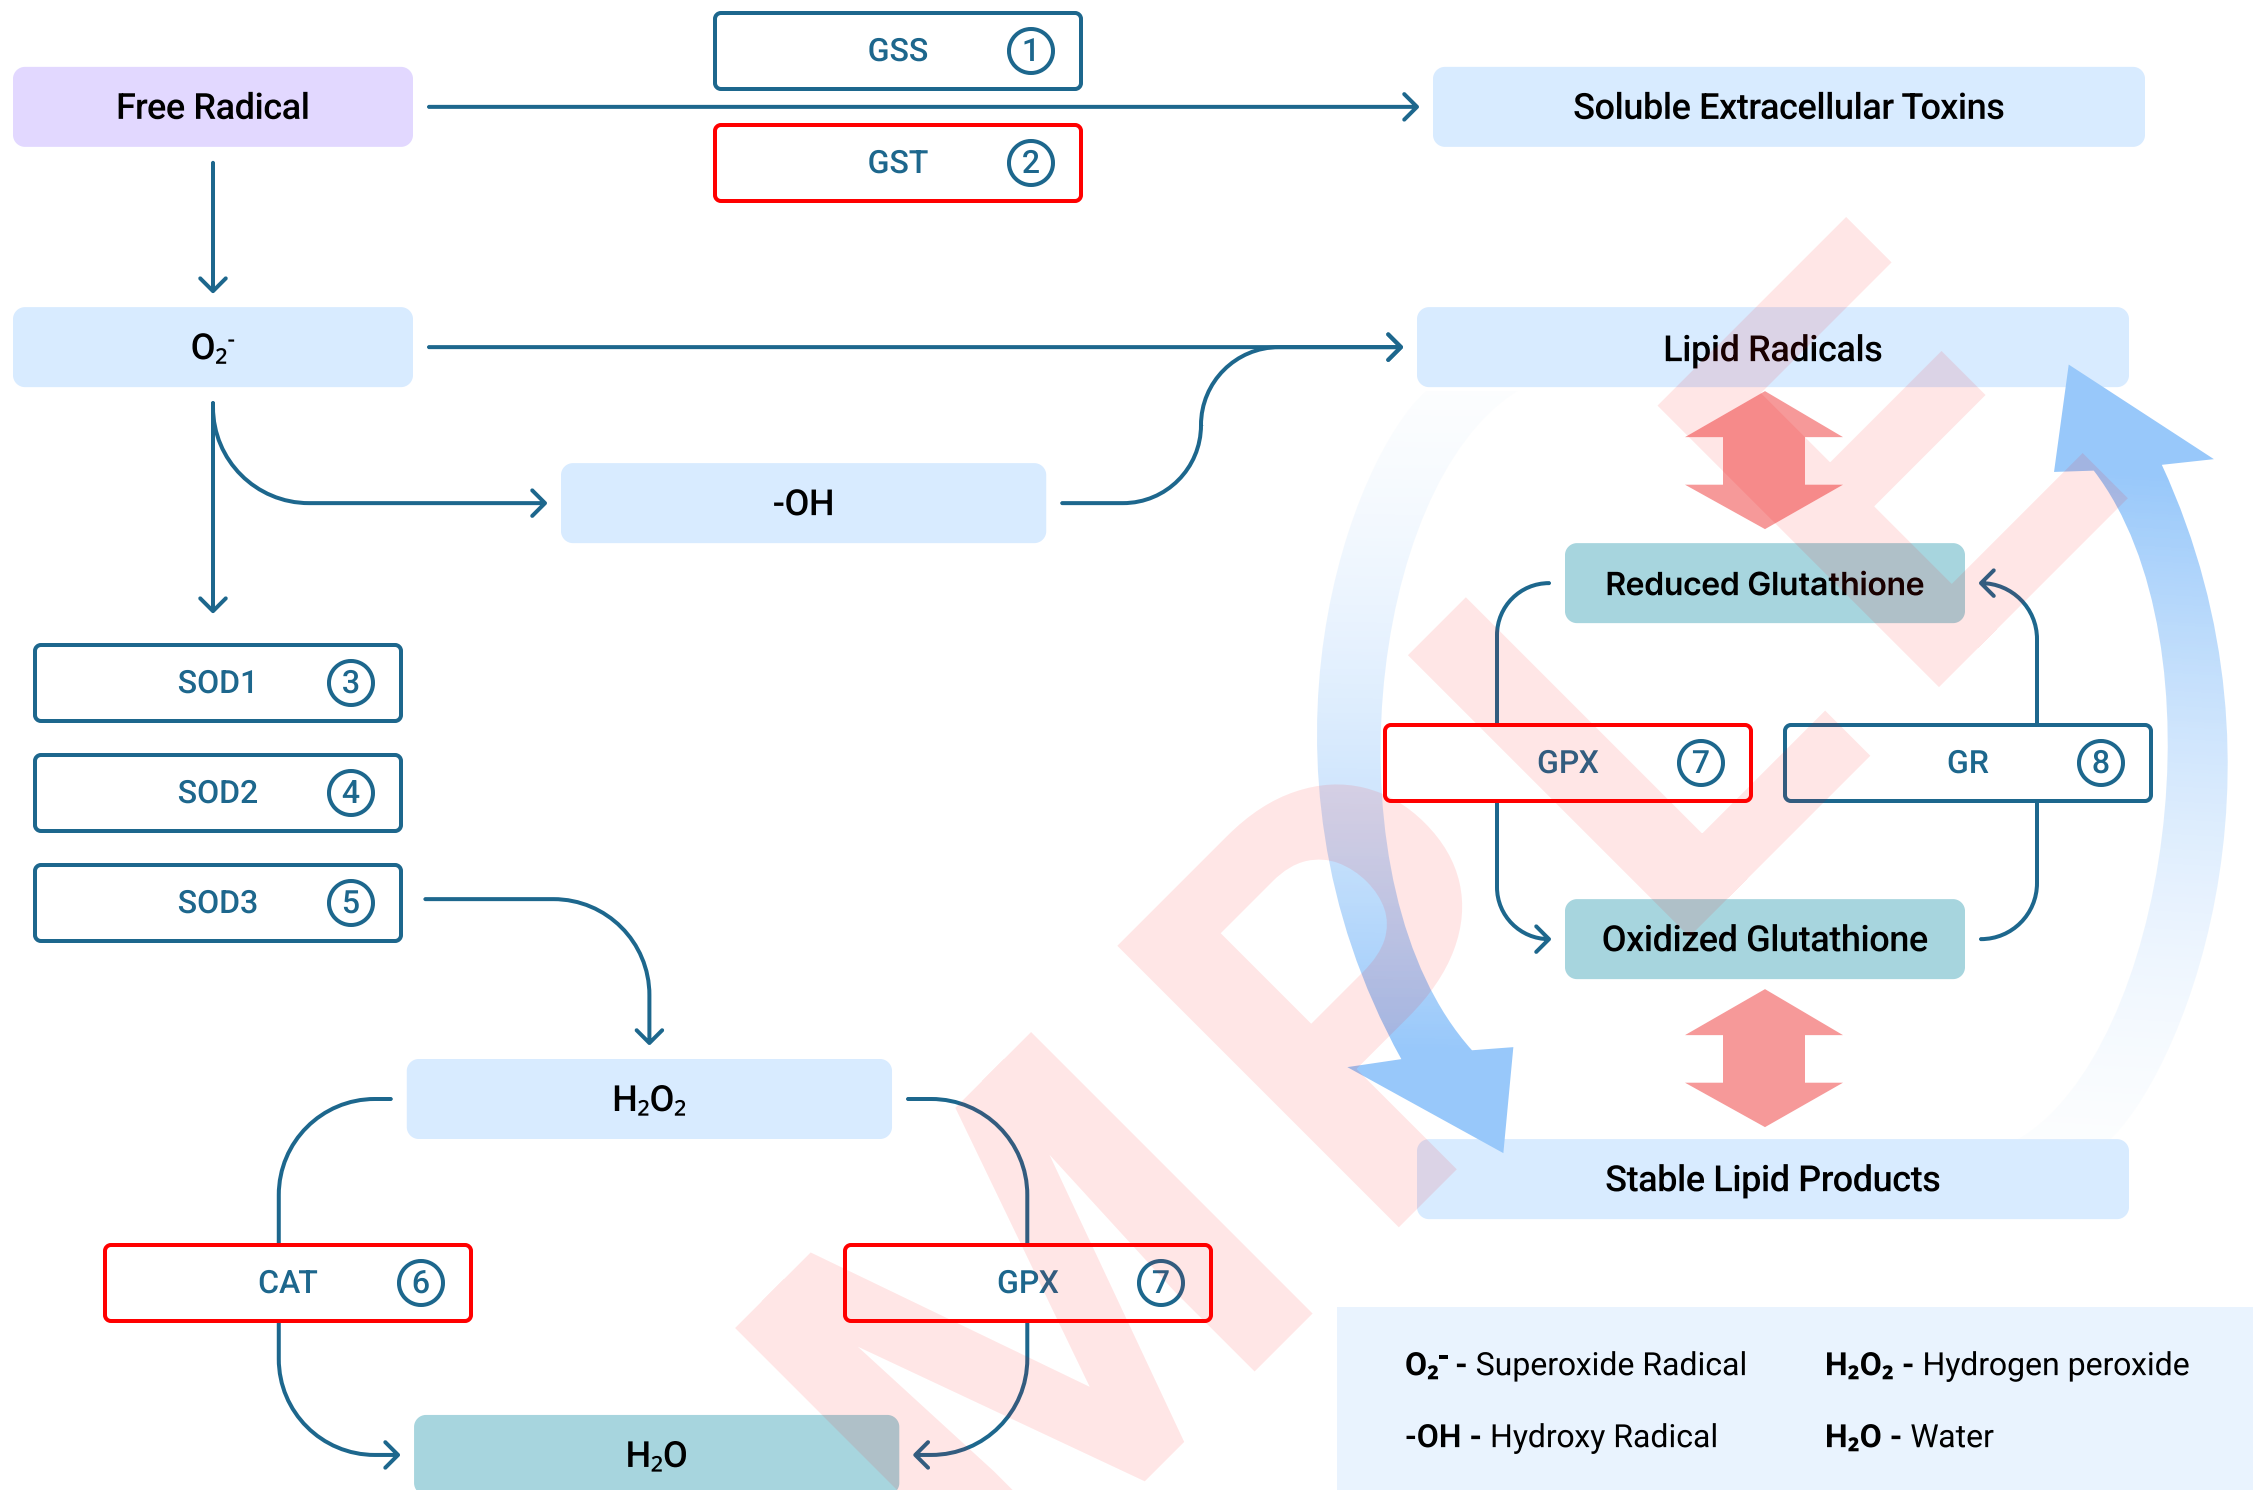 GSS 1
Free Radical
Soluble Extracellular Toxins
GST 2
O₂⁻
Lipid Radicals
-OH
Reduced Glutathione
SOD1 3
GPX 7
GR 8
SOD2 4
SOD3 5
Oxidized Glutathione
H₂O₂
Stable Lipid Products
CAT 6
GPX 7
H₂O
O₂⁻ - Superoxide Radical
H₂O₂ - Hydrogen peroxide
-OH - Hydroxy Radical
H₂O - Water
MPLE